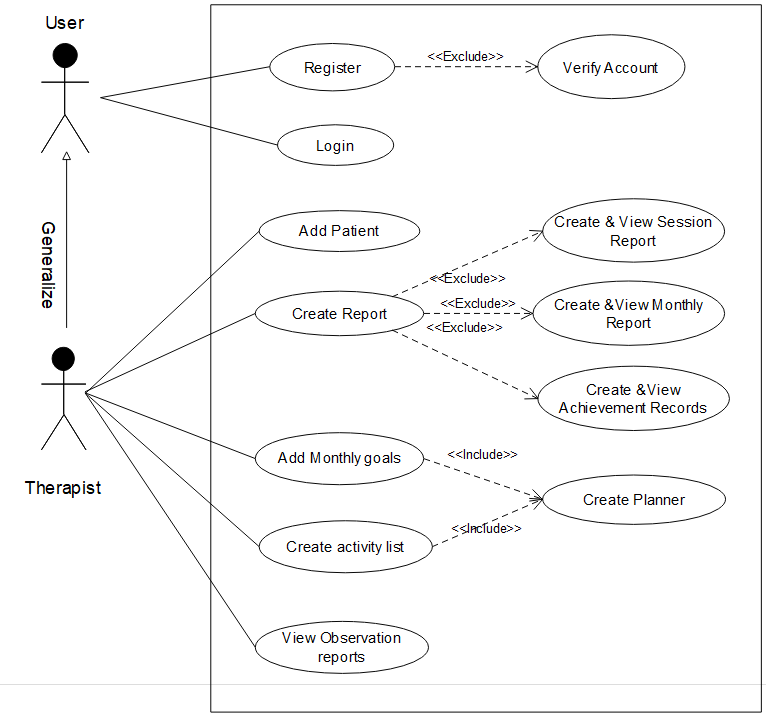 User
Register
<<Exclude>>
Verify Account
Login
Generalize
Add Patient
Create & View Session
Report
<<Exclude>>
Create Report
<<Exclude>>
Create &View Monthly
Report
<<Exclude>>
Create &View
Achievement Records
Therapist
Add Monthly goals
<<Include>>
Create Planner
Create activity list
<<Include>>
View Observation
reports